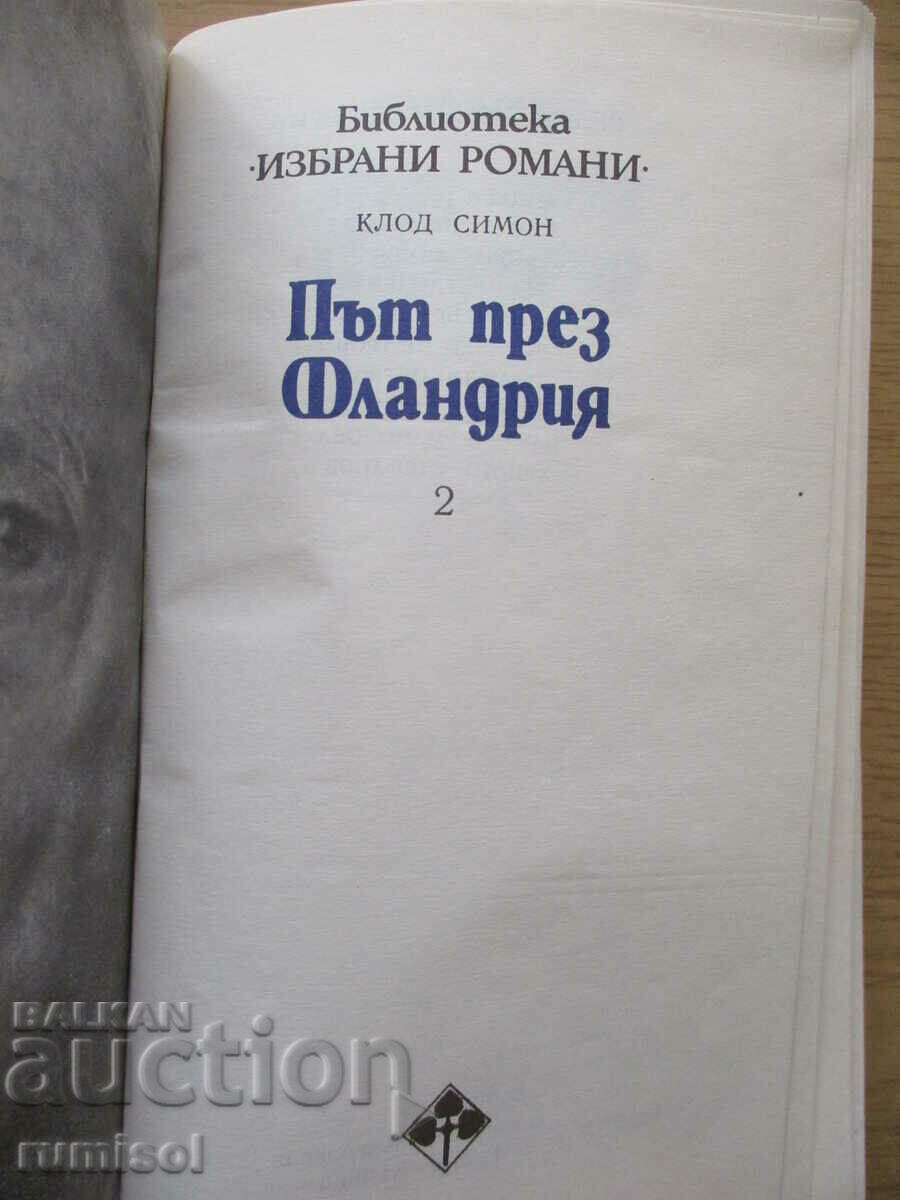 Библиотека
·ИЗБРАНИ РОМАНИ·
КЛОД СИМОН
Път през
Фландрия
2
BALKAN
auction
rumisol